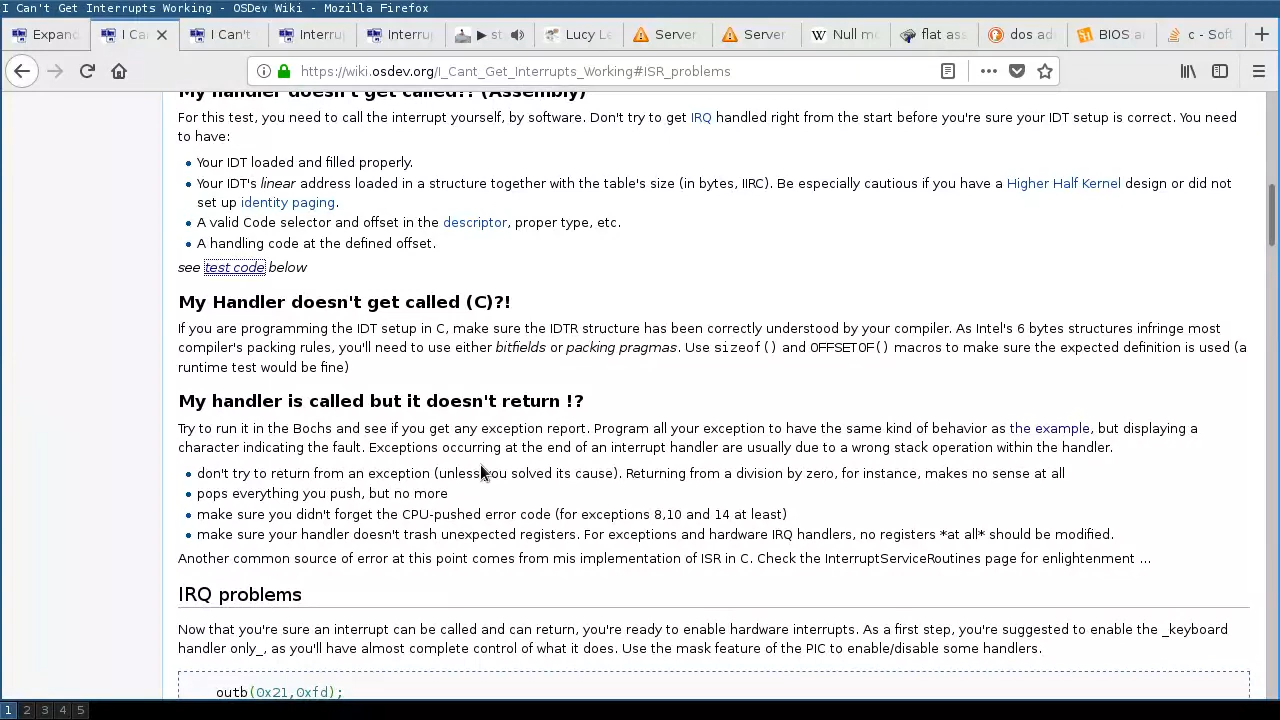 I Can't Get Interrupts Working - OSDev Wiki - Mozilla Firefox
Expand
I Can
I Can't
Interru
Interru
st
Lucy Le
Server
Server
Null m
flat ass
dos ad
BIOS a
c - Sof
https://wiki.osdev.org/I_Cant_Get_Interrupts_Working#ISR_problems
My handler doesn't get called!! (Assembly)
For this test, you need to call the interrupt yourself, by software. Don't try to get IRQ handled right from the start before you're sure your IDT setup is correct. You need
to have:
Your IDT loaded and filled properly.
Your IDT's linear address loaded in a structure together with the table's size (in bytes, IIRC). Be especially cautious if you have a Higher Half Kernel design or did not
set up identity paging.
A valid Code selector and offset in the descriptor, proper type, etc.
A handling code at the defined offset.
see test code below
My Handler doesn't get called (C)?!
If you are programming the IDT setup in C, make sure the IDTR structure has been correctly understood by your compiler. As Intel's 6 bytes structures infringe most
compiler's packing rules, you'll need to use either bitfields or packing pragmas. Use sizeof() and OFFSETOF() macros to make sure the expected definition is used (a
runtime test would be fine)
My handler is called but it doesn't return !?
Try to run it in the Bochs and see if you get any exception report. Program all your exception to have the same kind of behavior as the example, but displaying a
character indicating the fault. Exceptions occurring at the end of an interrupt handler are usually due to a wrong stack operation within the handler.
don't try to return from an exception (unless you solved its cause). Returning from a division by zero, for instance, makes no sense at all
pops everything you push, but no more
make sure you didn't forget the CPU-pushed error code (for exceptions 8,10 and 14 at least)
make sure your handler doesn't trash unexpected registers. For exceptions and hardware IRQ handlers, no registers *at all* should be modified.
Another common source of error at this point comes from mis implementation of ISR in C. Check the InterruptServiceRoutines page for enlightenment ...
IRQ problems
Now that you're sure an interrupt can be called and can return, you're ready to enable hardware interrupts. As a first step, you're suggested to enable the _keyboard
handler only_, as you'll have almost complete control of what it does. Use the mask feature of the PIC to enable/disable some handlers.
outb(0x21,0xfd);
1 2 3 4 5